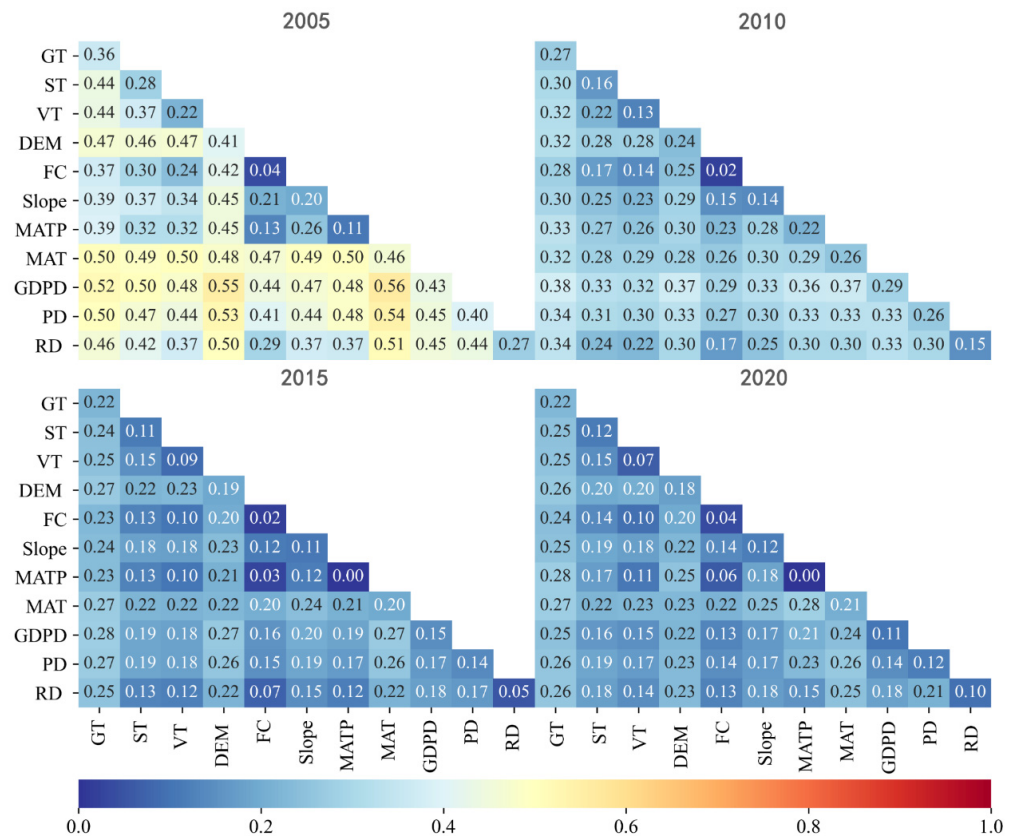 2005 2010
GT 0.36 0.27
ST 0.44 0.28 0.30 0.16
VT 0.44 0.37 0.22 0.32 0.22 0.13
DEM 0.47 0.46 0.47 0.41 0.32 0.28 0.28 0.24
FC 0.37 0.30 0.24 0.42 0.04 0.28 0.17 0.14 0.25 0.02
Slope 0.39 0.37 0.34 0.45 0.21 0.20 0.30 0.25 0.23 0.29 0.15 0.14
MATP 0.39 0.32 0.32 0.45 0.13 0.26 0.11 0.33 0.27 0.26 0.30 0.23 0.28 0.22
MAT 0.50 0.49 0.50 0.48 0.47 0.49 0.50 0.46 0.32 0.28 0.29 0.28 0.26 0.30 0.29 0.26
GDPD 0.52 0.50 0.48 0.55 0.44 0.47 0.48 0.56 0.43 0.38 0.33 0.32 0.37 0.29 0.33 0.36 0.37 0.29
PD 0.50 0.47 0.44 0.53 0.41 0.44 0.48 0.54 0.45 0.40 0.34 0.31 0.30 0.33 0.27 0.30 0.33 0.33 0.33 0.26
RD 0.46 0.42 0.37 0.50 0.29 0.37 0.37 0.51 0.45 0.44 0.27 0.34 0.24 0.22 0.30 0.17 0.25 0.30 0.30 0.33 0.30 0.15
2015 2020
GT 0.22 0.22
ST 0.24 0.11 0.25 0.12
VT 0.25 0.15 0.09 0.25 0.15 0.07
DEM 0.27 0.22 0.23 0.19 0.26 0.20 0.20 0.18
FC 0.23 0.13 0.10 0.20 0.02 0.24 0.14 0.10 0.20 0.04
Slope 0.24 0.18 0.18 0.23 0.12 0.11 0.25 0.19 0.18 0.22 0.14 0.12
MATP 0.23 0.13 0.10 0.21 0.03 0.12 0.00 0.28 0.17 0.11 0.25 0.06 0.18 0.00
MAT 0.27 0.22 0.22 0.22 0.20 0.24 0.21 0.20 0.27 0.22 0.23 0.23 0.22 0.25 0.28 0.21
GDPD 0.28 0.19 0.18 0.27 0.16 0.20 0.19 0.27 0.15 0.25 0.16 0.15 0.22 0.13 0.17 0.21 0.24 0.11
PD 0.27 0.19 0.18 0.26 0.15 0.19 0.17 0.26 0.17 0.14 0.26 0.19 0.17 0.23 0.14 0.17 0.23 0.26 0.14 0.12
RD 0.25 0.13 0.12 0.22 0.07 0.15 0.12 0.22 0.18 0.17 0.05 0.26 0.18 0.14 0.23 0.13 0.18 0.15 0.25 0.18 0.21 0.10
GT ST VT DEM FC Slope MATP MAT GDPD PD RD GT ST VT DEM FC Slope MATP MAT GDPD PD RD
0.0 0.2 0.4 0.6 0.8 1.0